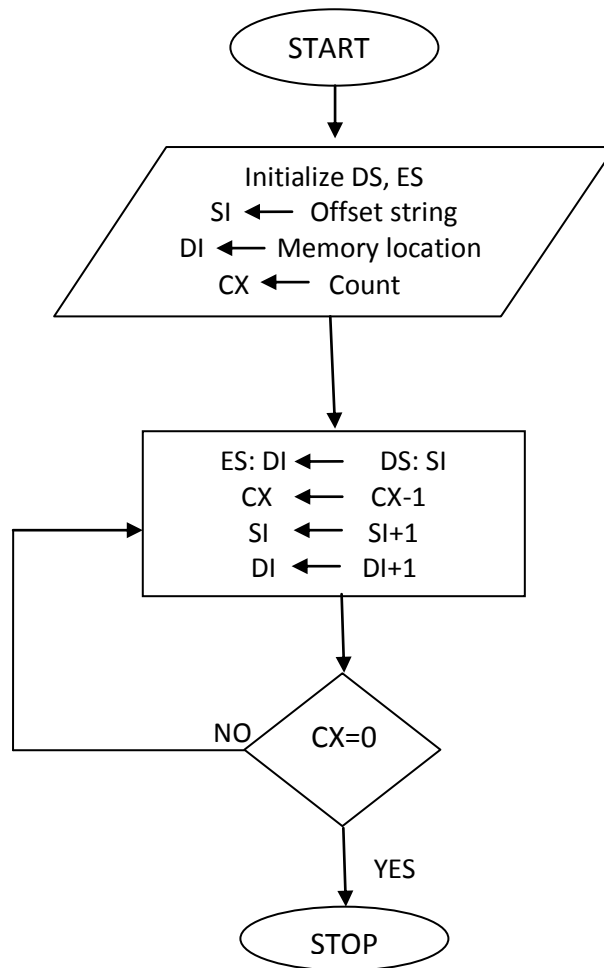 START
Initialize DS, ES
SI ← Offset string
DI ← Memory location
CX ← Count
ES: DI ← DS: SI
CX ← CX-1
SI ← SI+1
DI ← DI+1
NO
CX=0
YES
STOP